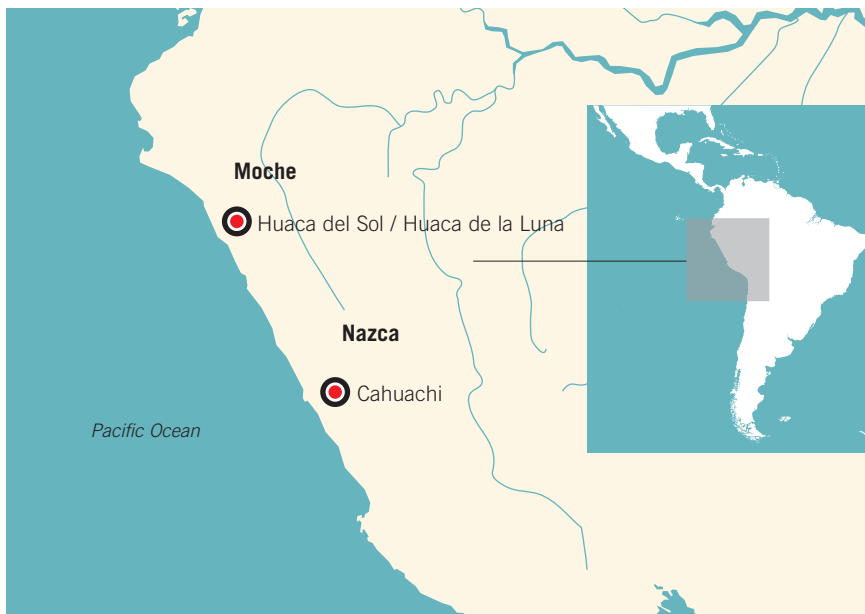 Moche
Huaca del Sol / Huaca de la Luna
Nazca
Cahuachi
Pacific Ocean